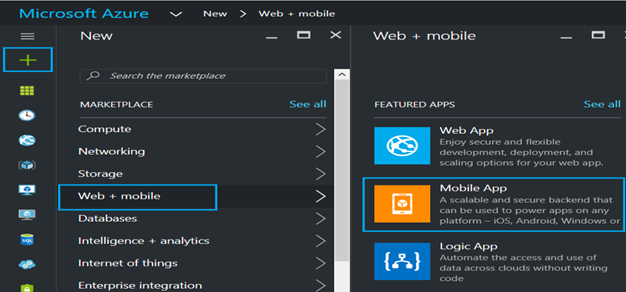 Microsoft Azure New > Web + mobile
New
Search the marketplace
MARKETPLACE See all
Compute
Networking
Storage
Web + mobile
Databases
Intelligence + analytics
Internet of things
Enterprise integration
Web + mobile
FEATURED APPS See all
Web App
Enjoy secure and flexible
development, deployment, and
scaling options for your web app.
Mobile App
A scalable and secure backend that
can be used to power apps on any
platform – iOS, Android, Windows or
Logic App
Automate the access and use of
data across clouds without writing
code
SQL